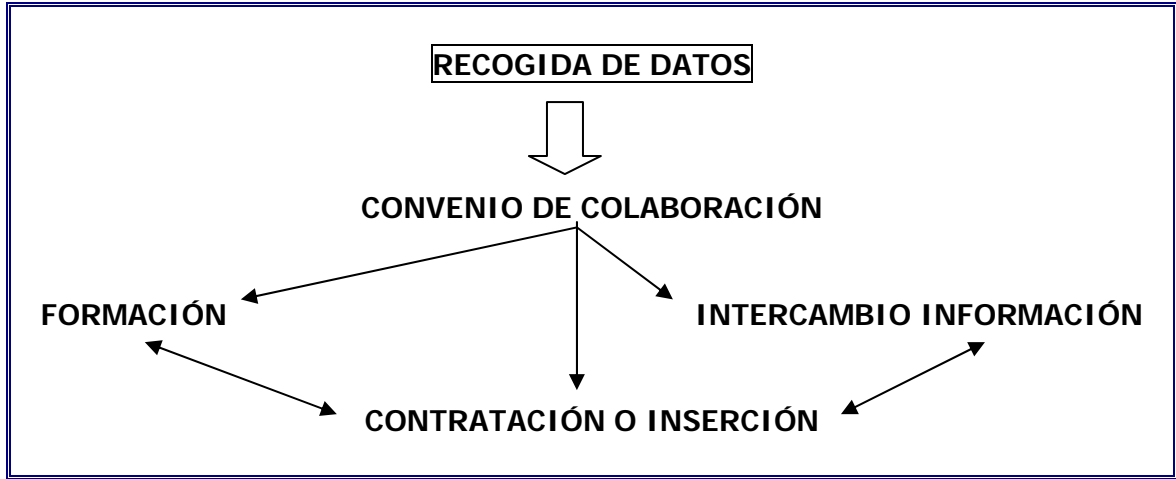 RECOGIDA DE DATOS
CONVENIO DE COLABORACIÓN
FORMACIÓN
INTERCAMBIO INFORMACIÓN
CONTRATACIÓN O INSERCIÓN